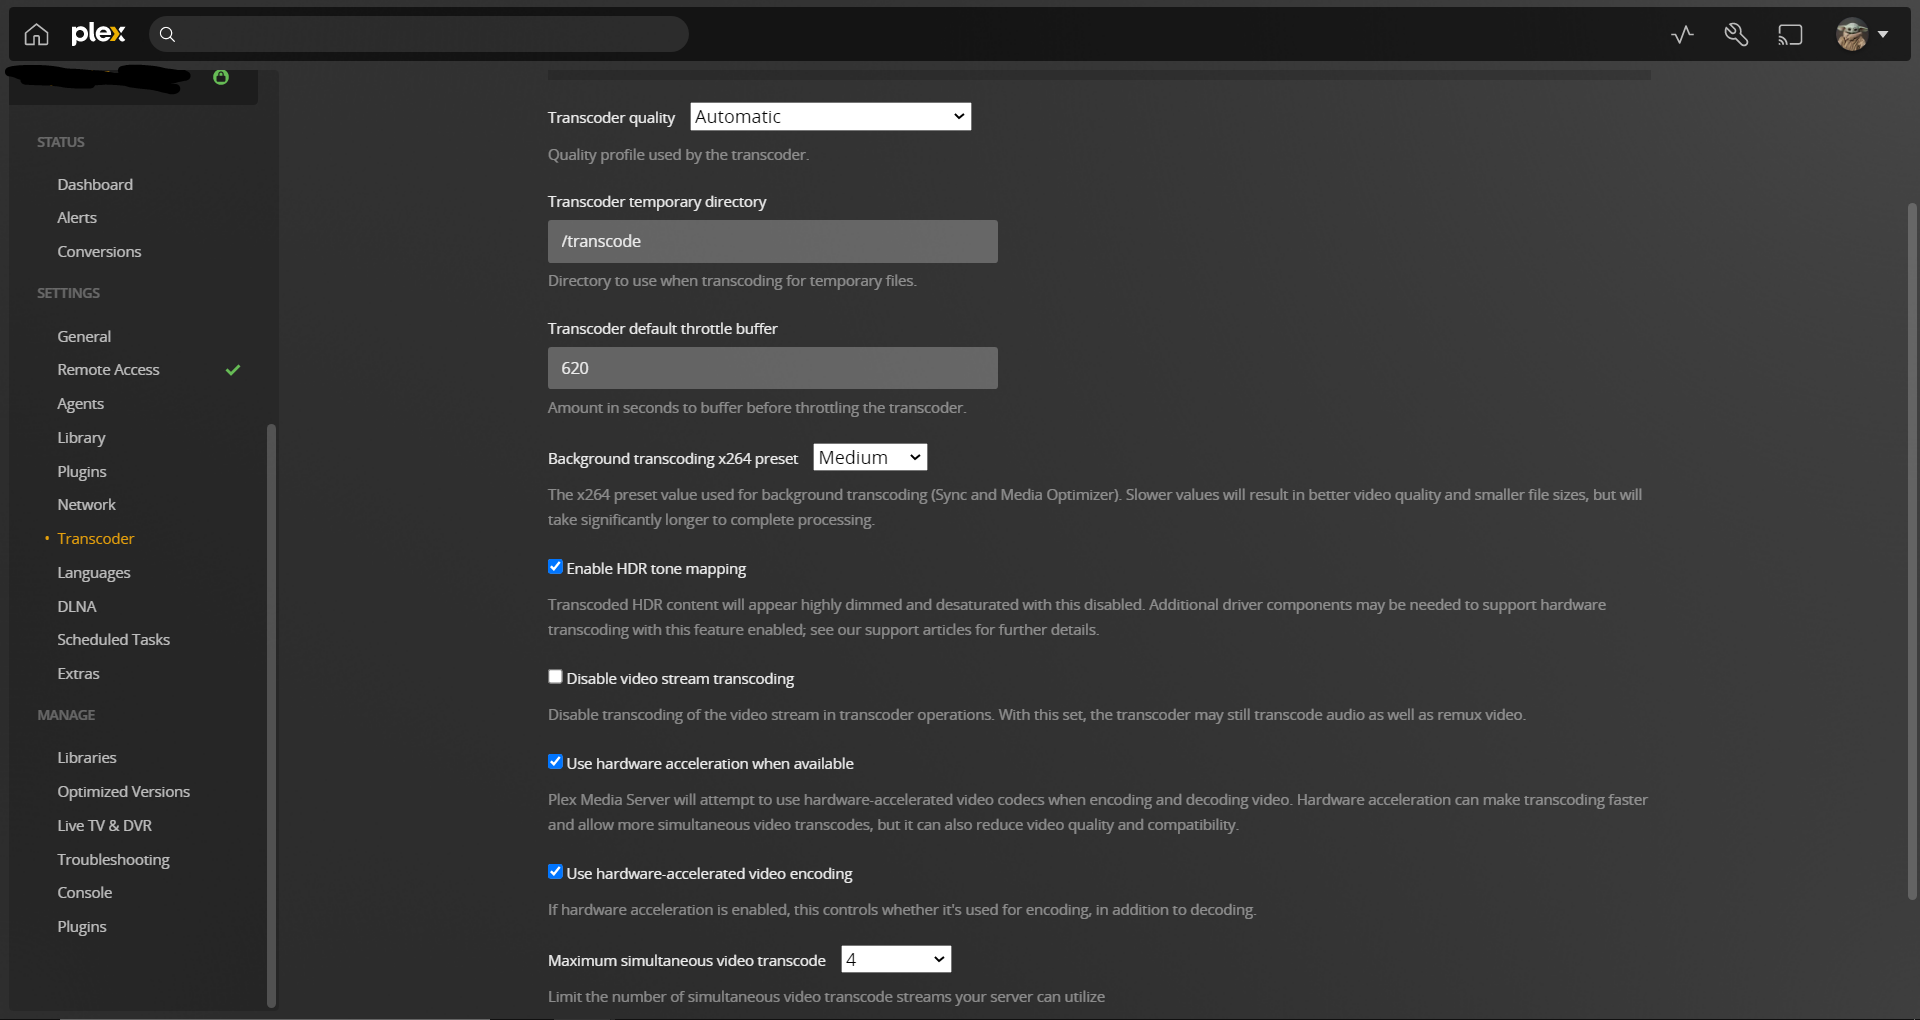 plex
STATUS
Dashboard
Alerts
Conversions
SETTINGS
General
Remote Access
Agents
Library
Plugins
Network
Transcoder
Languages
DLNA
Scheduled Tasks
Extras
MANAGE
Libraries
Optimized Versions
Live TV & DVR
Troubleshooting
Console
Plugins
Transcoder quality Automatic
Quality profile used by the transcoder.
Transcoder temporary directory
/transcode
Directory to use when transcoding for temporary files.
Transcoder default throttle buffer
620
Amount in seconds to buffer before throttling the transcoder.
Background transcoding x264 preset Medium
The x264 preset value used for background transcoding (Sync and Media Optimizer). Slower values will result in better video quality and smaller file sizes, but will
take significantly longer to complete processing.
Enable HDR tone mapping
Transcoded HDR content will appear highly dimmed and desaturated with this disabled. Additional driver components may be needed to support hardware
transcoding with this feature enabled; see our support articles for further details.
Disable video stream transcoding
Disable transcoding of the video stream in transcoder operations. With this set, the transcoder may still transcode audio as well as remux video.
Use hardware acceleration when available
Plex Media Server will attempt to use hardware-accelerated video codecs when encoding and decoding video. Hardware acceleration can make transcoding faster
and allow more simultaneous video transcodes, but it can also reduce video quality and compatibility.
Use hardware-accelerated video encoding
If hardware acceleration is enabled, this controls whether it's used for encoding, in addition to decoding.
Maximum simultaneous video transcode 4
Limit the number of simultaneous video transcode streams your server can utilize